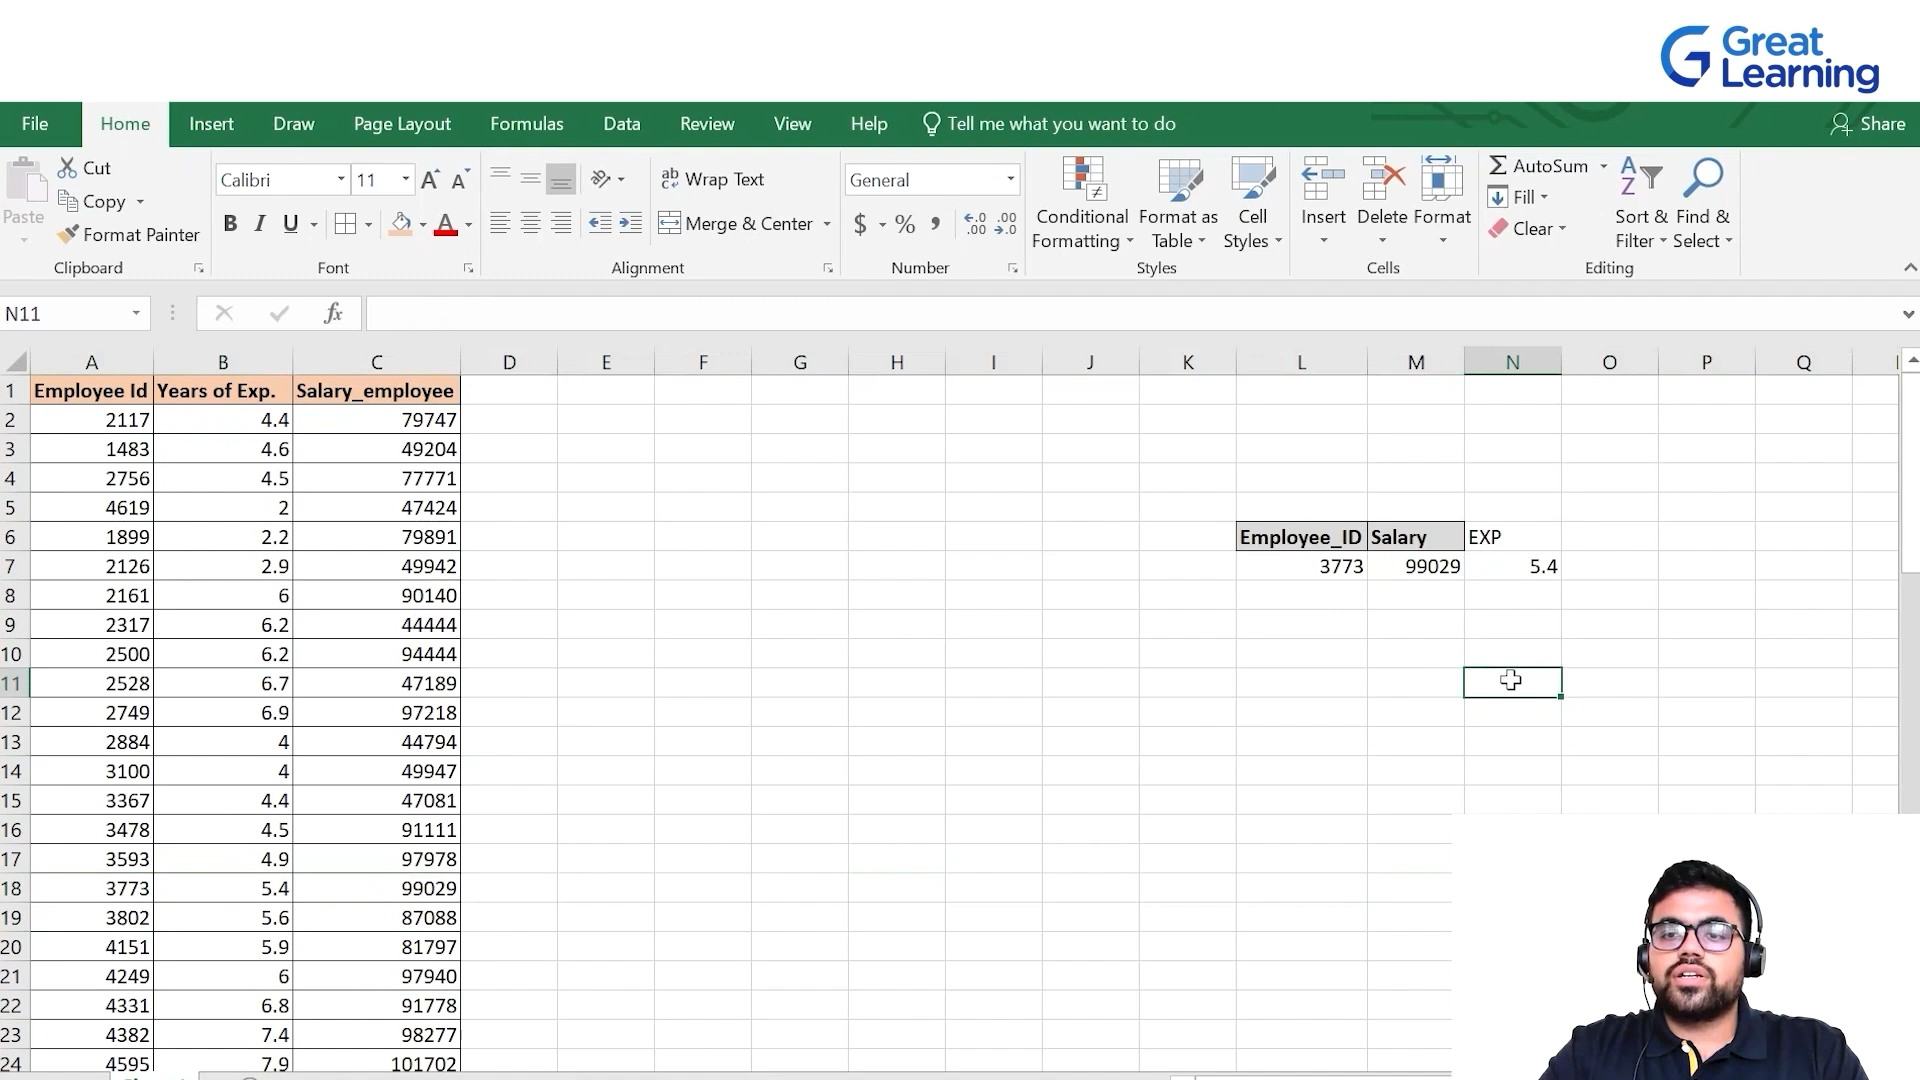 Great
Learning
File Home Insert Draw Page Layout Formulas Data Review View Help Tell me what you want to do Share
Paste Cut Copy Format Painter Clipboard
Calibri 11 B I U A Font
ab Wrap Text Merge & Center Alignment
General $ % , .00 Number
Conditional Formatting Format as Table Cell Styles Styles
Insert Delete Format Cells
Σ AutoSum Fill Clear Sort & Filter Find & Select Editing
N11 fx
A B C D E F G H I J K L M N O P Q
1 Employee Id Years of Exp. Salary_employee
2 2117 4.4 79747
3 1483 4.6 49204
4 2756 4.5 77771
5 4619 2 47424
6 1899 2.2 79891 Employee_ID Salary EXP
7 2126 2.9 49942 3773 99029 5.4
8 2161 6 90140
9 2317 6.2 44444
10 2500 6.2 94444
11 2528 6.7 47189
12 2749 6.9 97218
13 2884 4 44794
14 3100 4 49947
15 3367 4.4 47081
16 3478 4.5 91111
17 3593 4.9 97978
18 3773 5.4 99029
19 3802 5.6 87088
20 4151 5.9 81797
21 4249 6 97940
22 4331 6.8 91778
23 4382 7.4 98277
24 4595 7.9 101702